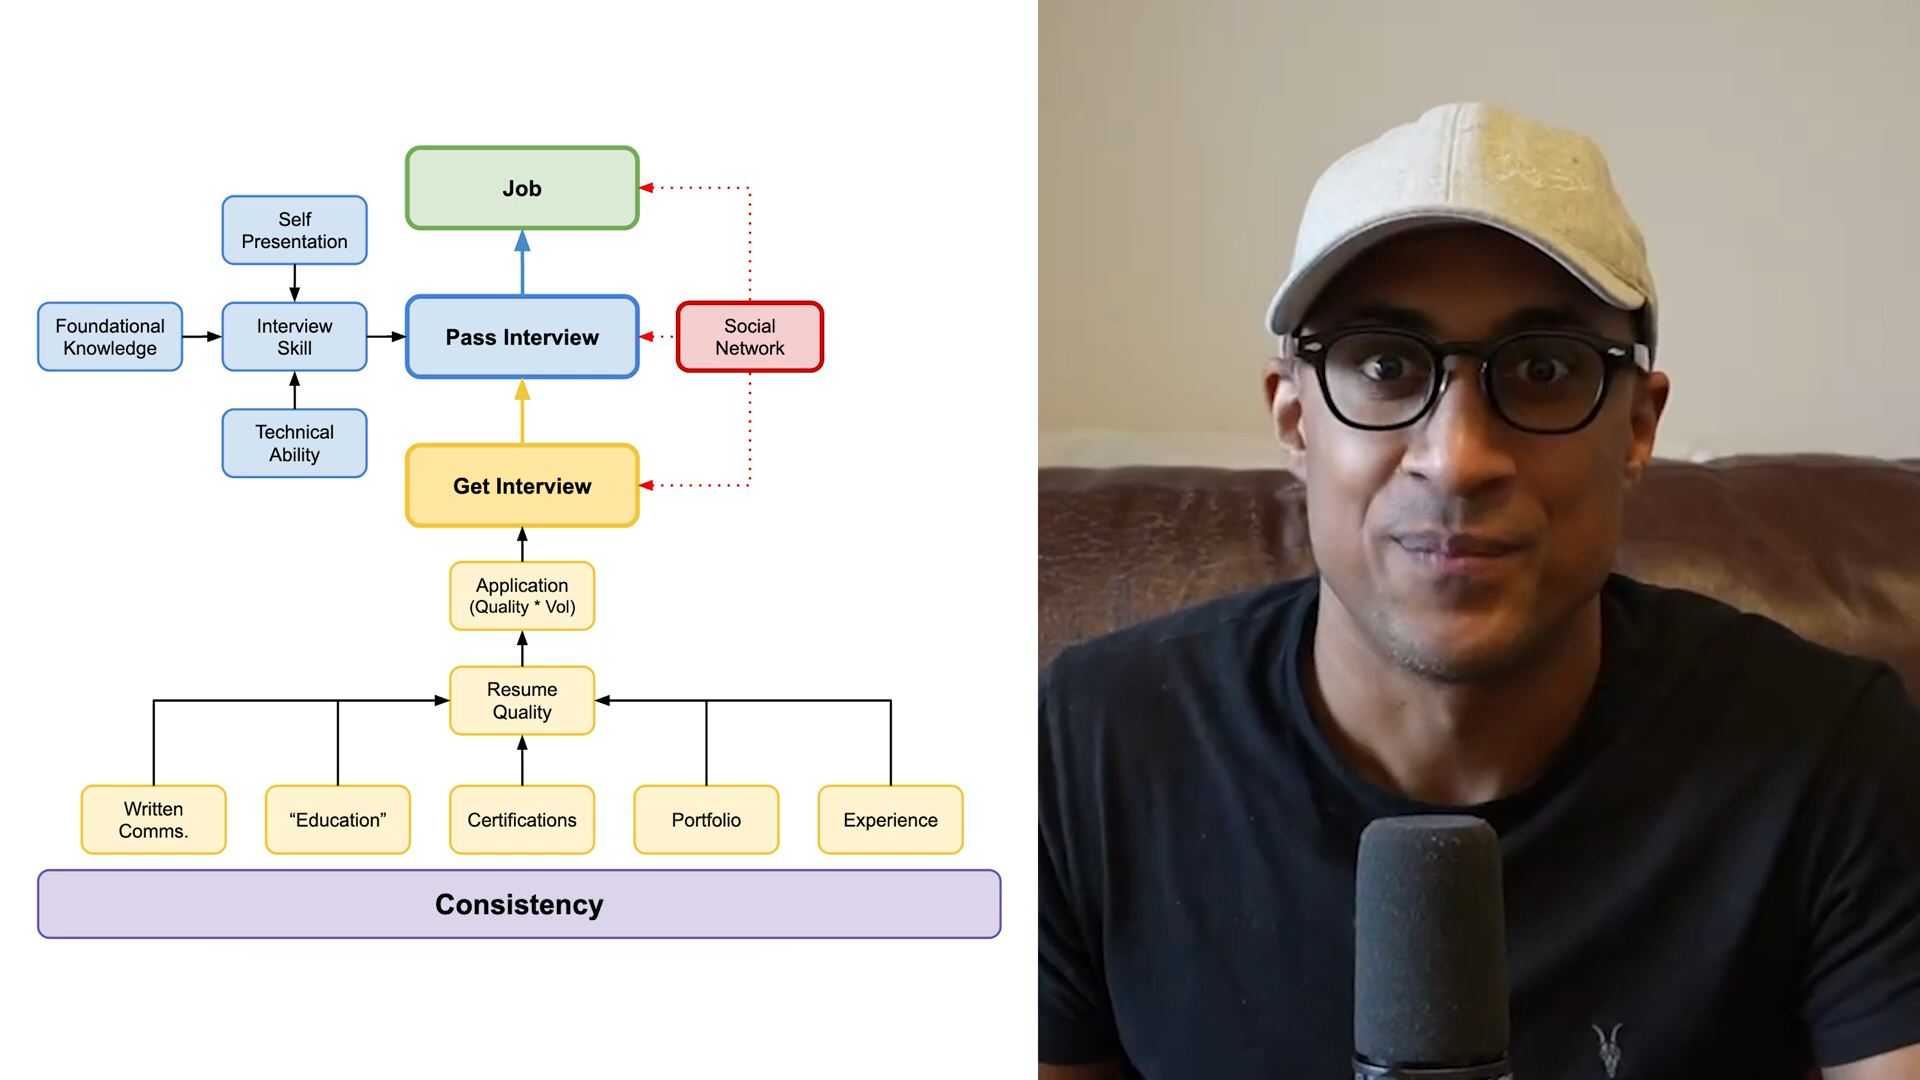 Job
Self
Presentation
Foundational
Knowledge
Interview
Skill
Pass Interview
Social
Network
Technical
Ability
Get Interview
Application
(Quality * Vol)
Resume
Quality
Written
Comms.
“Education”
Certifications
Portfolio
Experience
Consistency